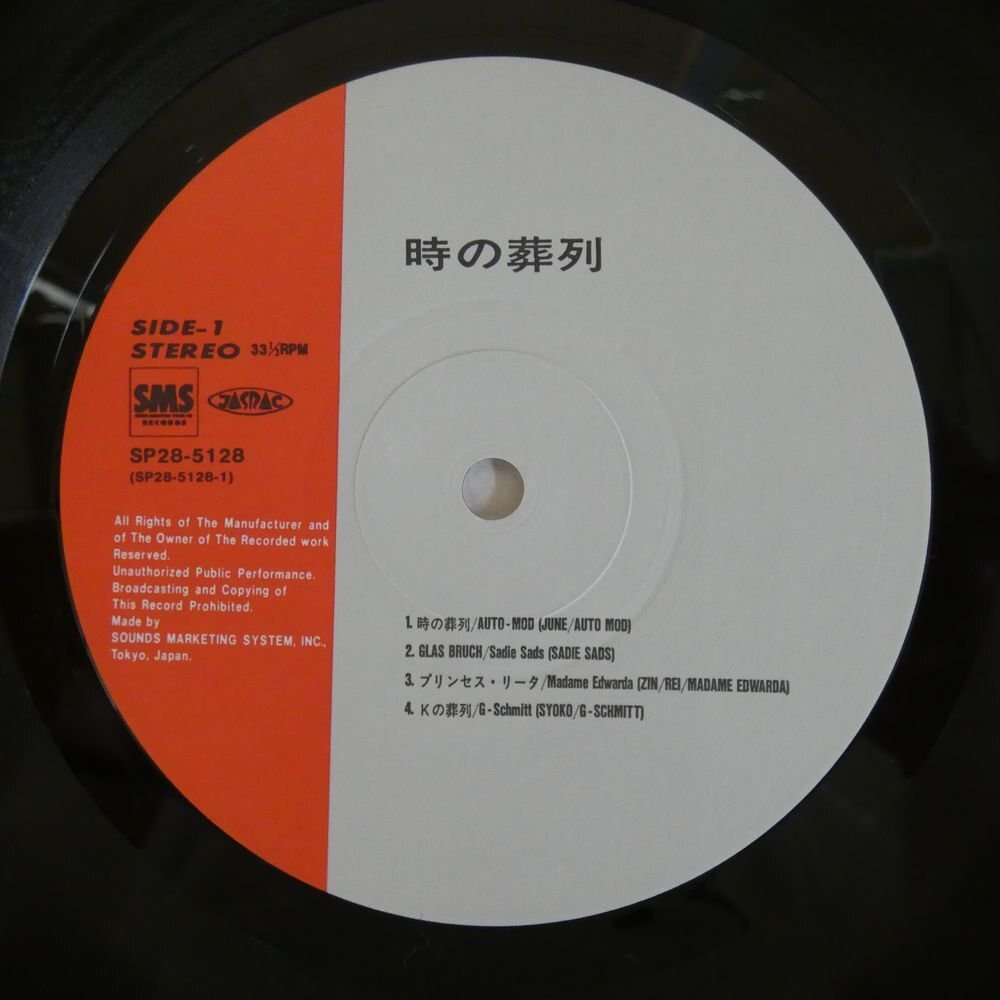 時の葬列
SIDE-1
STEREO 33⅓RPM
SMS
RECORDS
JASRAC
SP28-5128
(SP28-5128-1)
All Rights of The Manufacturer and
of The Owner of The Recorded work
Reserved.
Unauthorized Public Performance.
Broadcasting and Copying of
This Record Prohibited.
Made by
SOUNDS MARKETING SYSTEM, INC.,
Tokyo, Japan.
1. 時の葬列/AUTO-MOD (JUNE/AUTO MOD)
2. GLAS BRUCH/Sadie Sads (SADIE SADS)
3. プリンセス・リータ/Madame Edwarda (ZIN/REI/MADAME EDWARDA)
4. Kの葬列/G-Schmitt (SYOKO/G-SCHMITT)